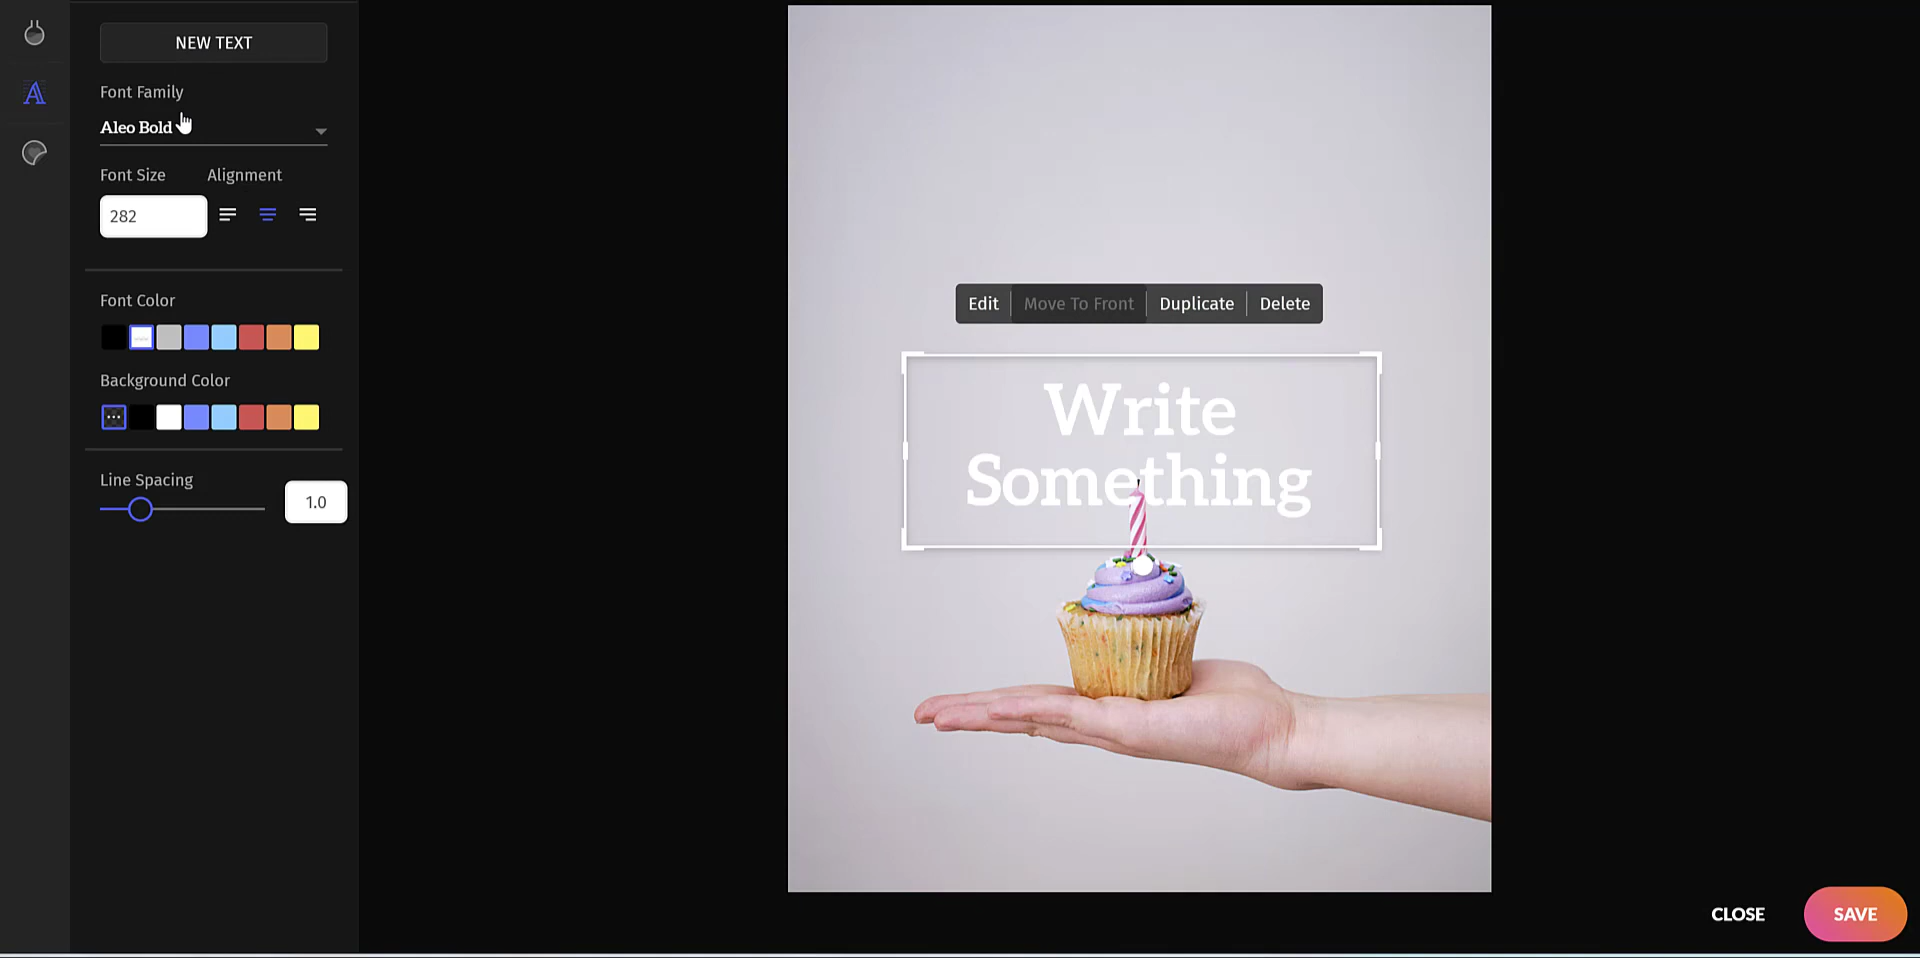 NEW TEXT
Font Family
Aleo Bold
Font Size Alignment
282
Font Color
Background Color
Line Spacing
1.0
Edit Move To Front Duplicate Delete
Write
Something
CLOSE SAVE